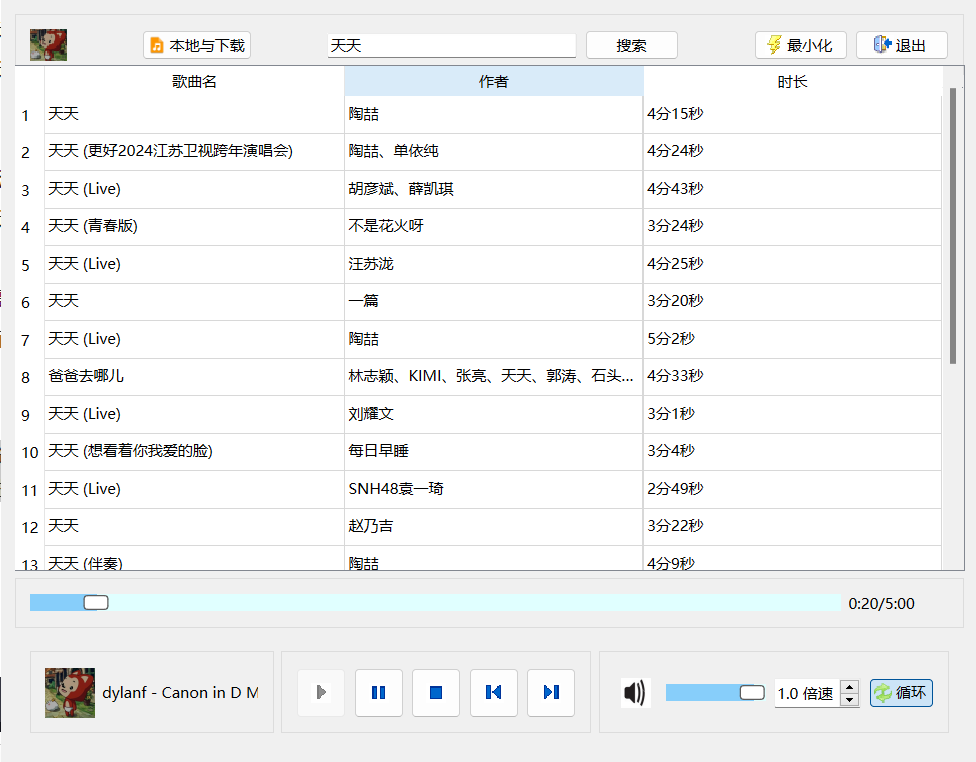 本地与下载 天天 搜索 最小化 退出
歌曲名 作者 时长
1 天天 陶喆 4分15秒
2 天天 (更好2024江苏卫视跨年演唱会) 陶喆、单依纯 4分24秒
3 天天 (Live) 胡彦斌、薛凯琪 4分43秒
4 天天 (青春版) 不是花火呀 3分24秒
5 天天 (Live) 汪苏泷 4分25秒
6 天天 一篇 3分20秒
7 天天 (Live) 陶喆 5分2秒
8 爸爸去哪儿 林志颖、KIMI、张亮、天天、郭涛、石头... 4分33秒
9 天天 (Live) 刘耀文 3分1秒
10 天天 (想看着你我爱的脸) 每日早睡 3分4秒
11 天天 (Live) SNH48袁一琦 2分49秒
12 天天 赵乃吉 3分22秒
13 天天 (伴奏) 陶喆 4分9秒
0:20/5:00
dylanf - Canon in D M 1.0 倍速 循环